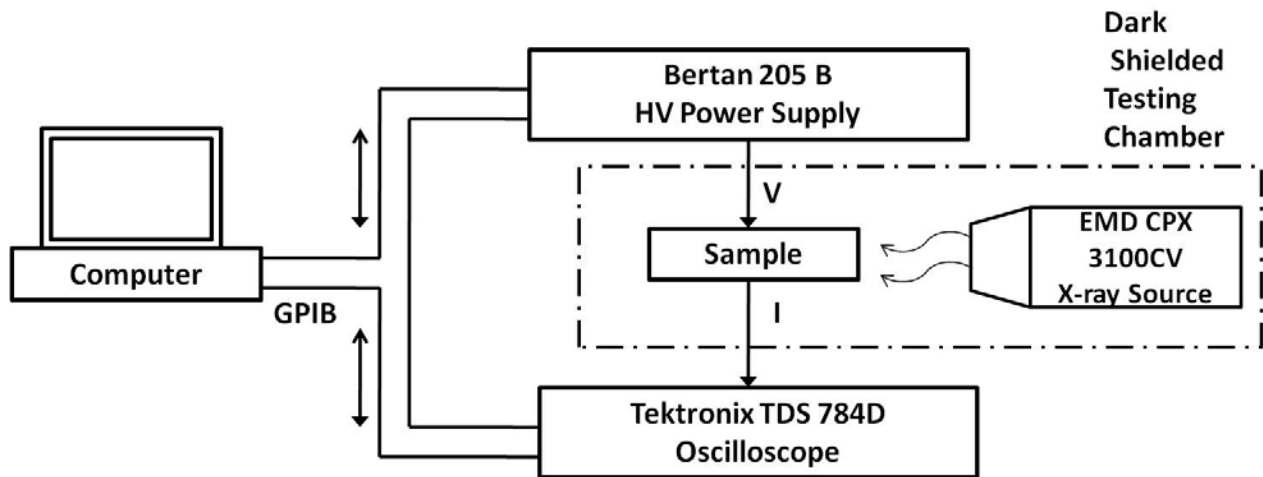 Dark
Shielded
Testing
Chamber
Bertan 205 B
HV Power Supply
V
Sample
EMD CPX
3100CV
X-ray Source
Computer
GPIB
I
Tektronix TDS 784D
Oscilloscope